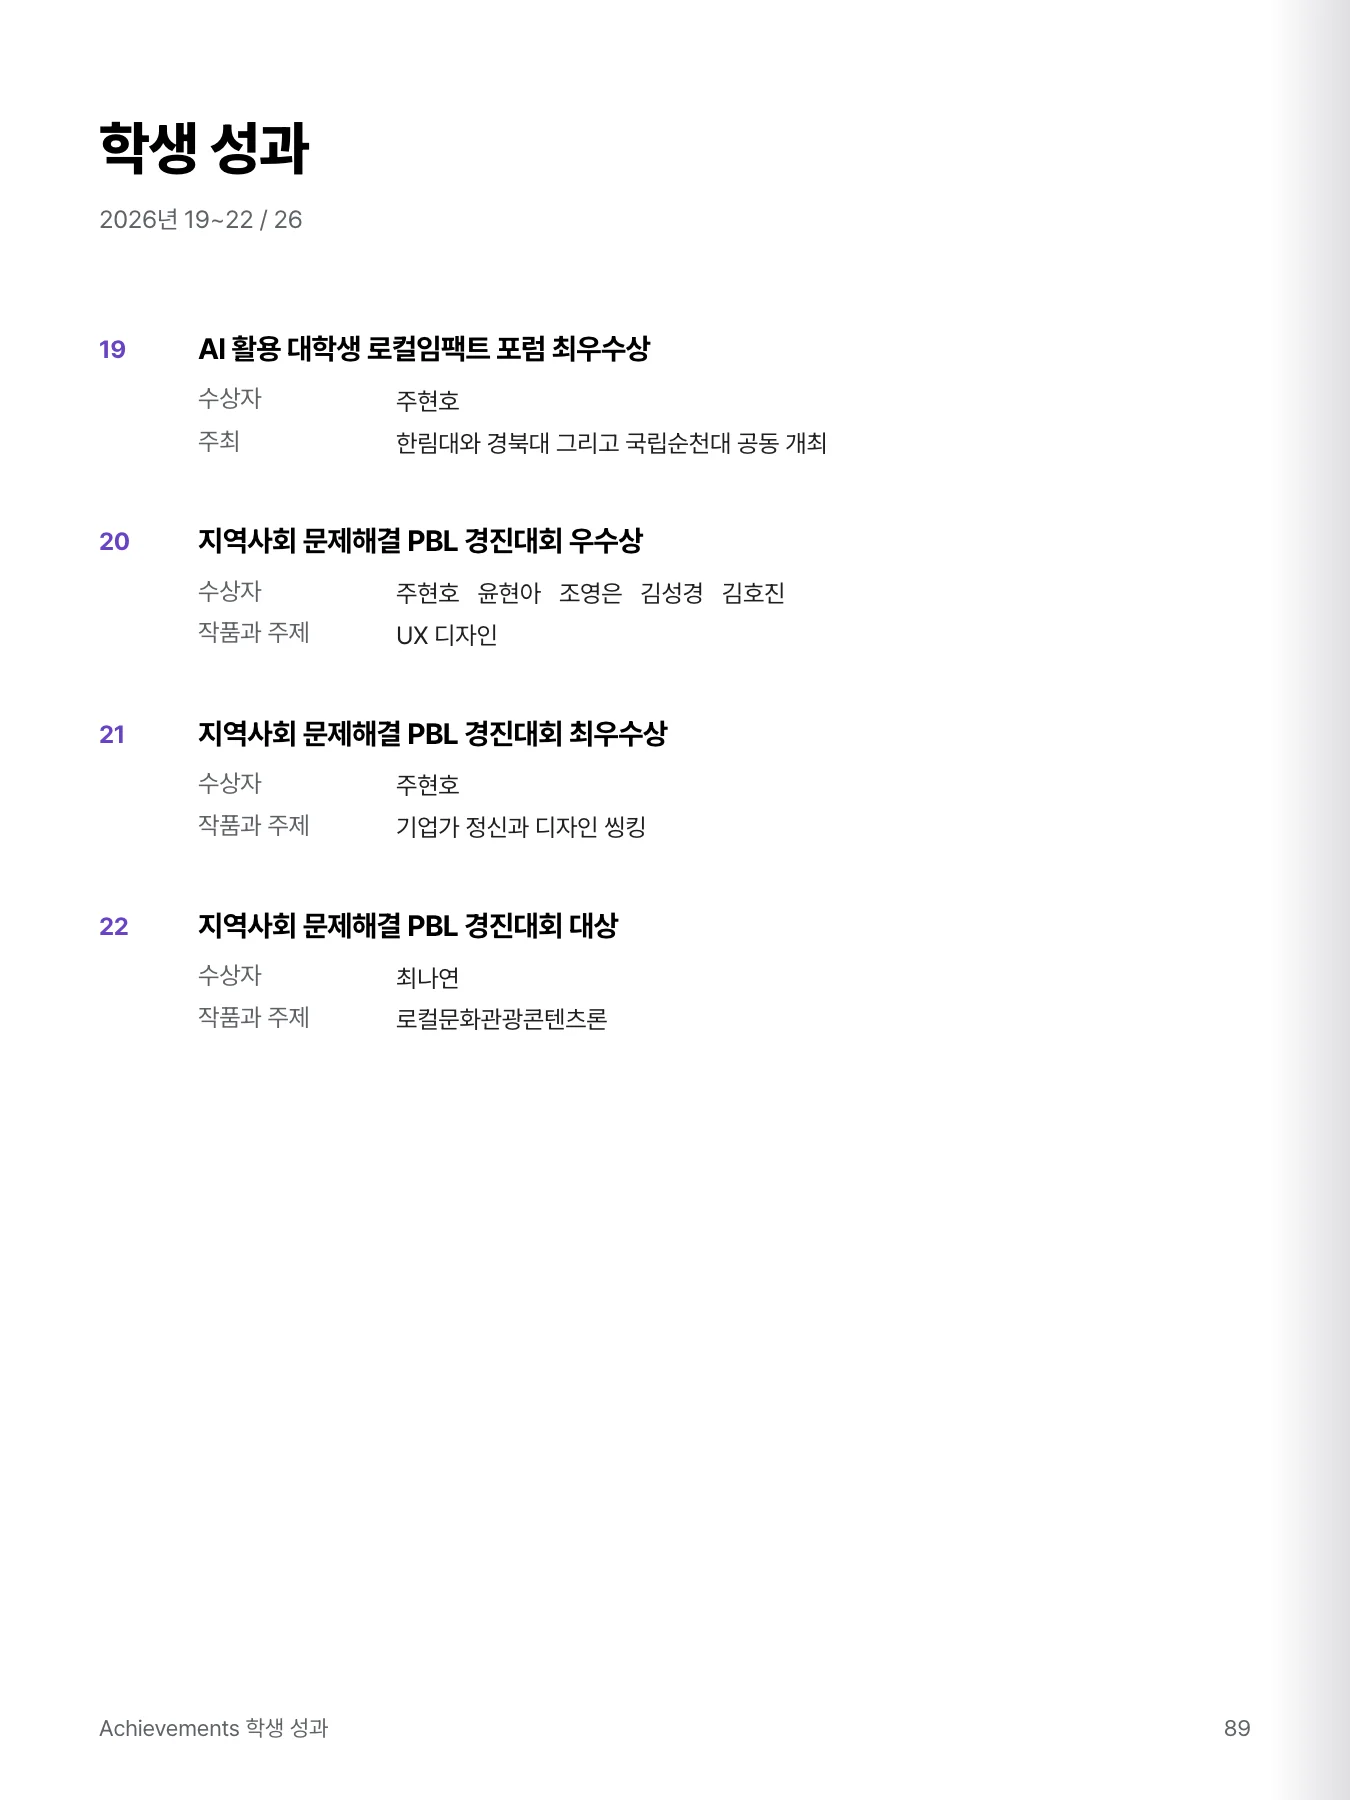 학생 성과
2026년 19~22 / 26
19 AI 활용 대학생 로컬임팩트 포럼 최우수상
수상자 주현호
주최 한림대와 경북대 그리고 국립순천대 공동 개최
20 지역사회 문제해결 PBL 경진대회 우수상
수상자 주현호 윤현아 조영은 김성경 김호진
작품과 주제 UX 디자인
21 지역사회 문제해결 PBL 경진대회 최우수상
수상자 주현호
작품과 주제 기업가 정신과 디자인 씽킹
22 지역사회 문제해결 PBL 경진대회 대상
수상자 최나연
작품과 주제 로컬문화관광콘텐츠론
Achievements 학생 성과 89